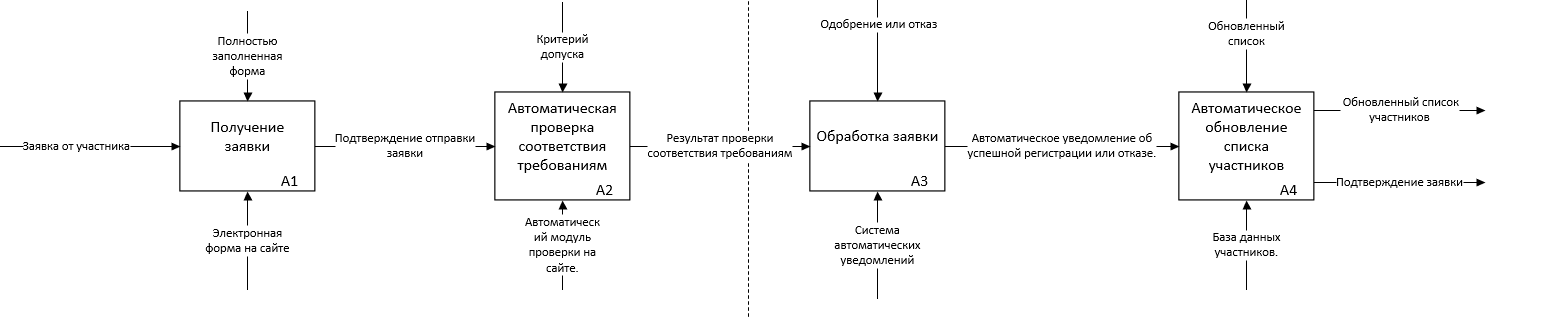 Полностью
заполненная
форма
Заявка от участника
Получение
заявки
A1
Электронная
форма на сайте
Подтверждение отправки
заявки
Критерий
допуска
Автоматическая
проверка
соответствия
требованиям
A2
Автоматическ
ий модуль
проверки на
сайте.
Результат проверки
соответствия требованиям
Одобрение или отказ
Обработка заявки
A3
Система
автоматических
уведомлений
Автоматическое уведомление об
успешной регистрации или отказе.
Обновленный
список
Автоматическое
обновление
списка
участников
A4
База данных
участников.
Обновленный список
участников
Подтверждение заявки